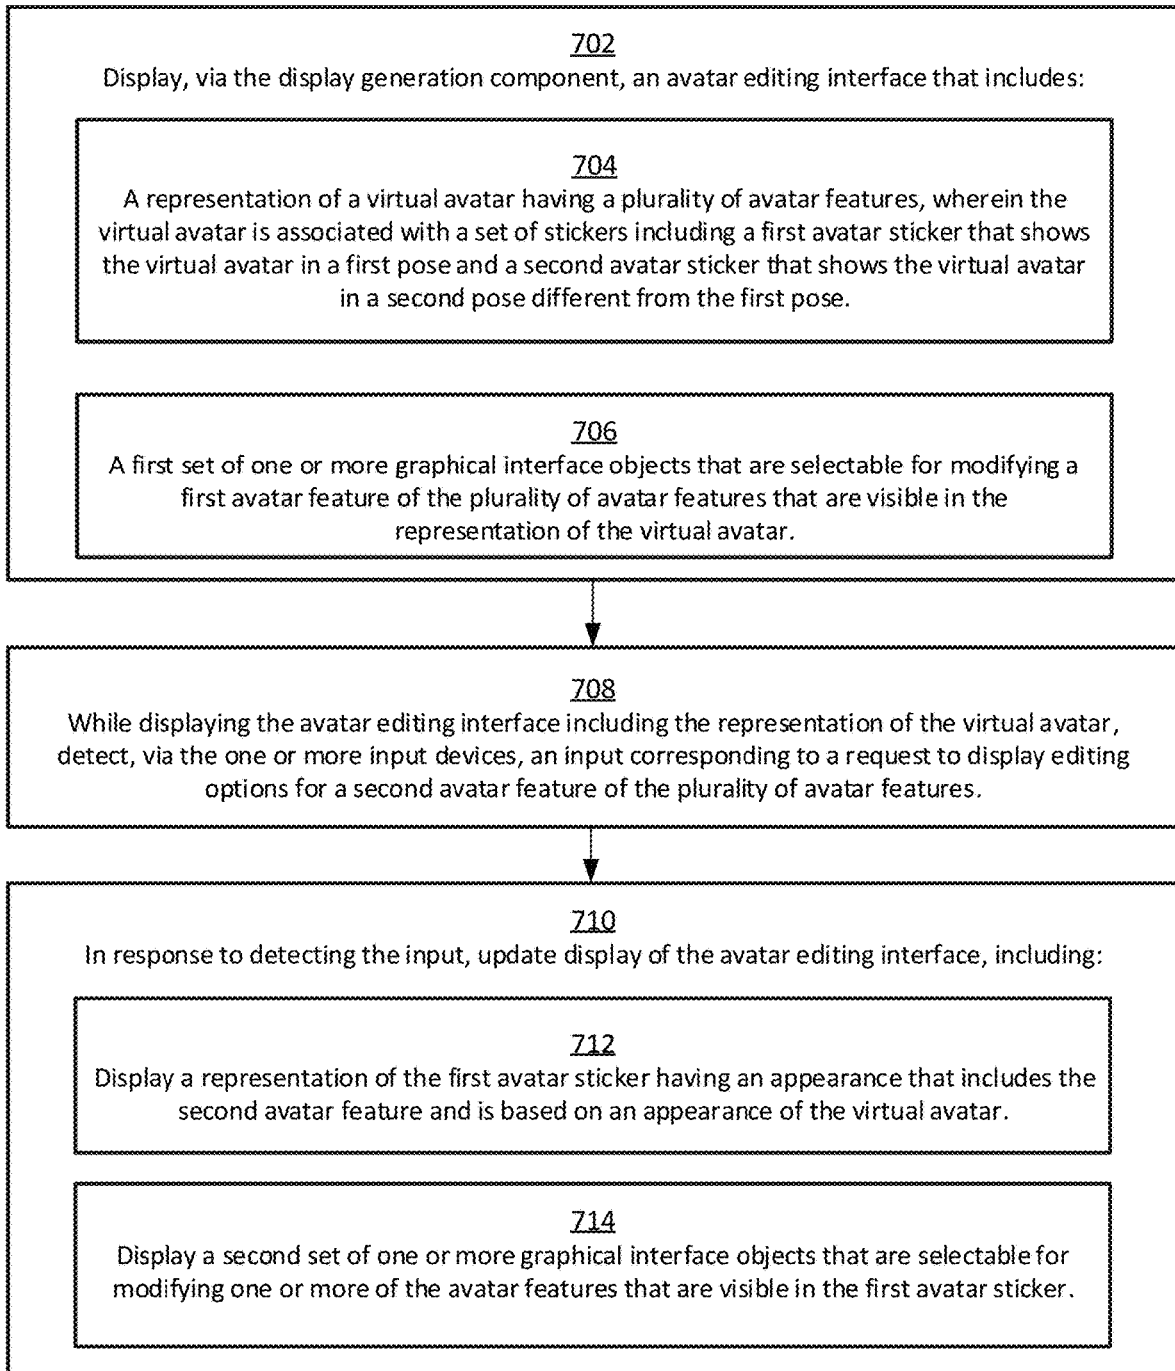 702
Display, via the display generation component, an avatar editing interface that includes:
704
A representation of a virtual avatar having a plurality of avatar features, wherein the
virtual avatar is associated with a set of stickers including a first avatar sticker that shows
the virtual avatar in a first pose and a second avatar sticker that shows the virtual avatar
in a second pose different from the first pose.
706
A first set of one or more graphical interface objects that are selectable for modifying a
first avatar feature of the plurality of avatar features that are visible in the
representation of the virtual avatar.
708
While displaying the avatar editing interface including the representation of the virtual avatar,
detect, via the one or more input devices, an input corresponding to a request to display editing
options for a second avatar feature of the plurality of avatar features.
710
In response to detecting the input, update display of the avatar editing interface, including:
712
Display a representation of the first avatar sticker having an appearance that includes the
second avatar feature and is based on an appearance of the virtual avatar.
714
Display a second set of one or more graphical interface objects that are selectable for
modifying one or more of the avatar features that are visible in the first avatar sticker.